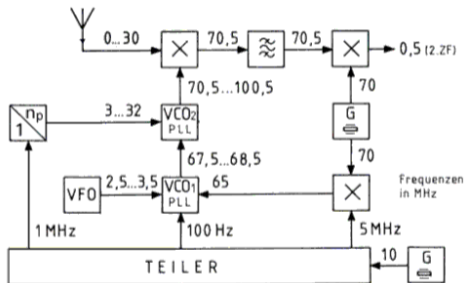 0...30
70,5
70,5
0,5 (2.ZF)
70,5...100,5
70
np
1
3...32
VCO2
PLL
G
67,5...68,5
70
VFO
2,5...3,5
VCO1
PLL
65
Frequenzen
in MHz
1 MHz
100 Hz
5 MHz
TEILER
10
G